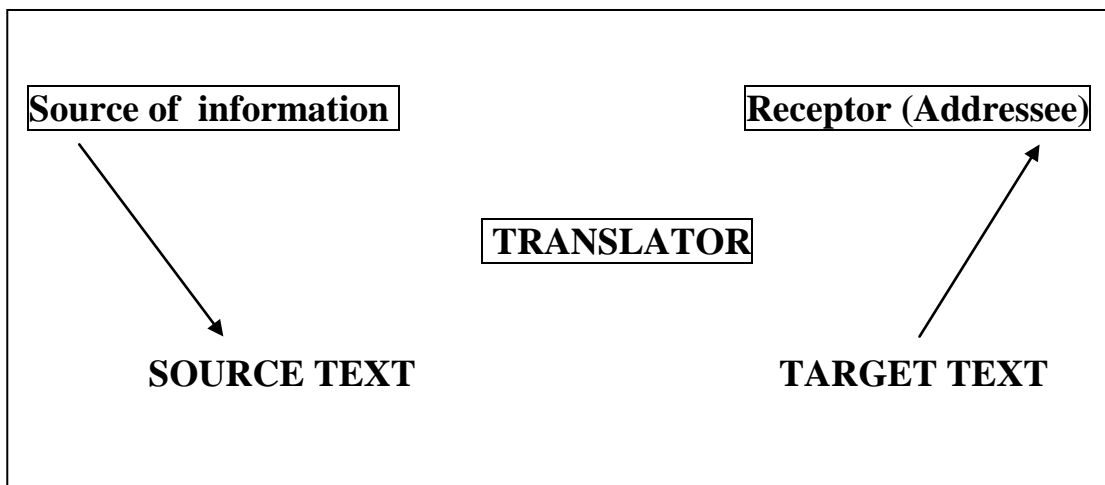 Source of information
Receptor (Addressee)
TRANSLATOR
SOURCE TEXT
TARGET TEXT